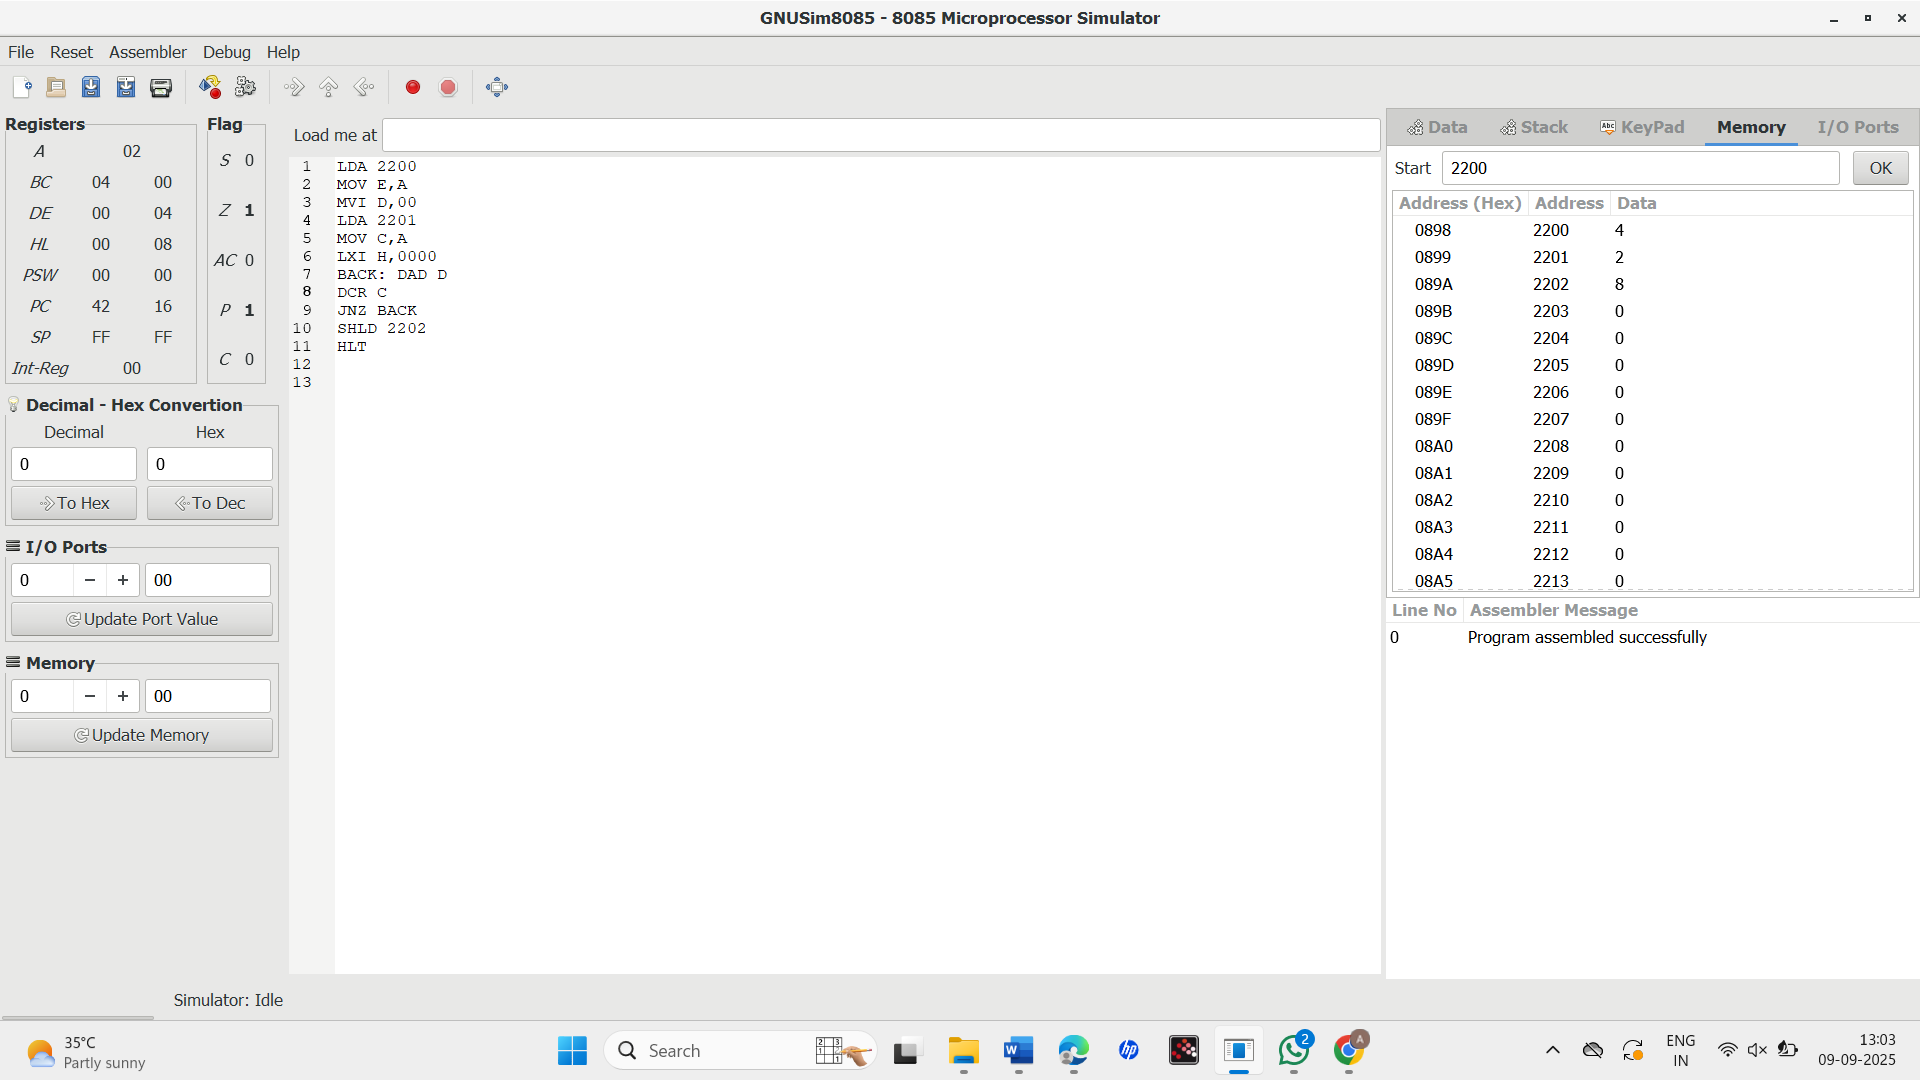 GNUSim8085 - 8085 Microprocessor Simulator
File Reset Assembler Debug Help
Registers
A 02
BC 04 00
DE 00 04
HL 00 08
PSW 00 00
PC 42 16
SP FF FF
Int-Reg 00
Flag
S 0
Z 1
AC 0
P 1
C 0
Decimal - Hex Convertion
Decimal Hex
0 0
To Hex To Dec
I/O Ports
0 − + 00
Update Port Value
Memory
0 − + 00
Update Memory
Load me at
1 LDA 2200
2 MOV E,A
3 MVI D,00
4 LDA 2201
5 MOV C,A
6 LXI H,0000
7 BACK: DAD D
8 DCR C
9 JNZ BACK
10 SHLD 2202
11 HLT
12
13
Data Stack Abc KeyPad Memory I/O Ports
Start 2200 OK
Address (Hex) Address Data
0898 2200 4
0899 2201 2
089A 2202 8
089B 2203 0
089C 2204 0
089D 2205 0
089E 2206 0
089F 2207 0
08A0 2208 0
08A1 2209 0
08A2 2210 0
08A3 2211 0
08A4 2212 0
08A5 2213 0
Line No Assembler Message
0 Program assembled successfully
Simulator: Idle
35°C
Partly sunny
Search
W
hp
2
A
ENG
IN
13:03
09-09-2025